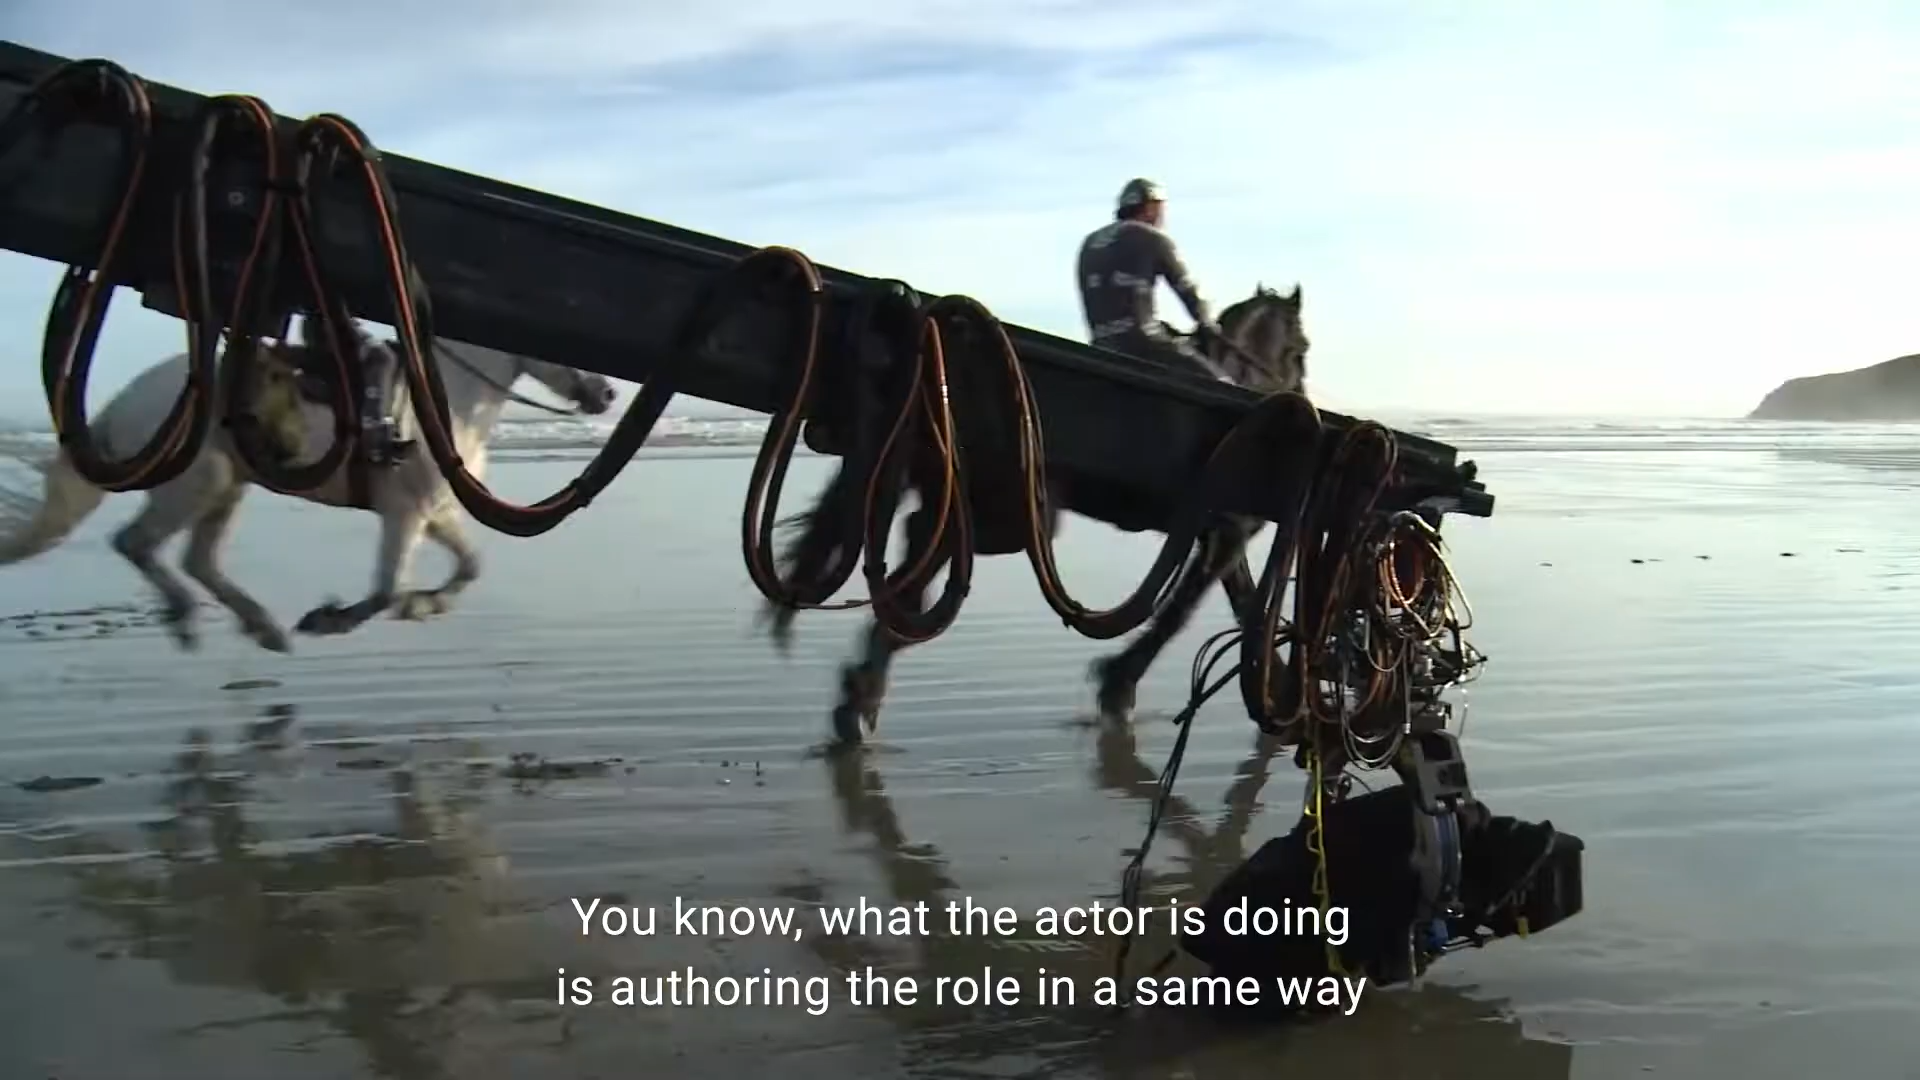 You know, what the actor is doing
is authoring the role in a same way